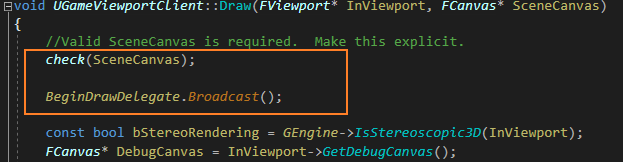 void UGameViewportClient::Draw(FViewport* InViewport, FCanvas* SceneCanvas)
{
//Valid SceneCanvas is required.  Make this explicit.
check(SceneCanvas);
BeginDrawDelegate.Broadcast();
const bool bStereoRendering = GEngine->IsStereoscopic3D(InViewport);
FCanvas* DebugCanvas = InViewport->GetDebugCanvas();